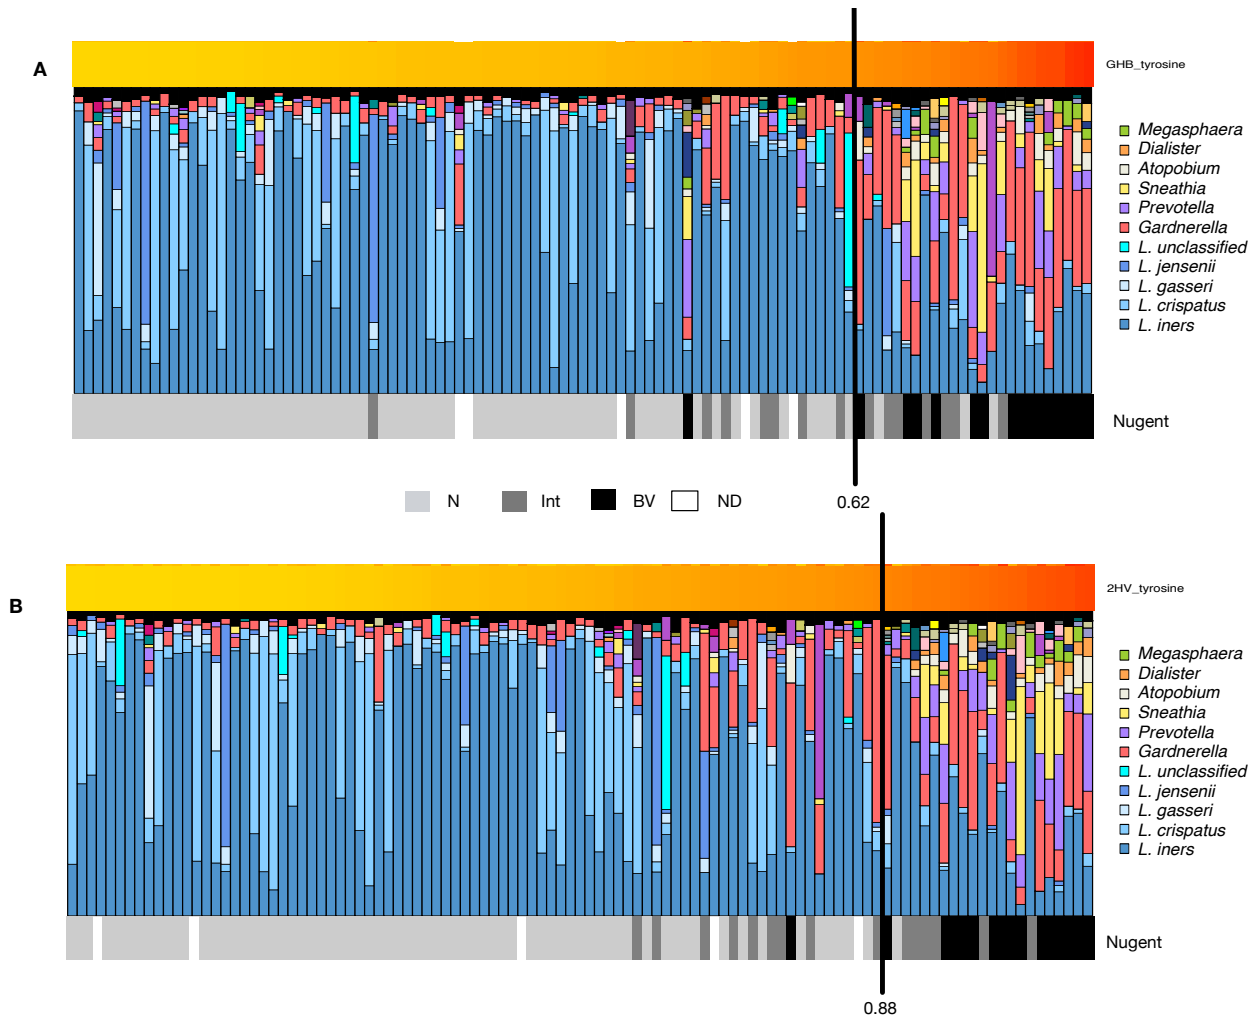 A
GHB_tyrosine
Megasphaera
Dialister
Atopobium
Sneathia
Prevotella
Gardnerella
L. unclassified
L. jensenii
L. gasseri
L. crispatus
L. iners
Nugent
0.62
N Int BV ND
B
2HV_tyrosine
Megasphaera
Dialister
Atopobium
Sneathia
Prevotella
Gardnerella
L. unclassified
L. jensenii
L. gasseri
L. crispatus
L. iners
Nugent
0.88